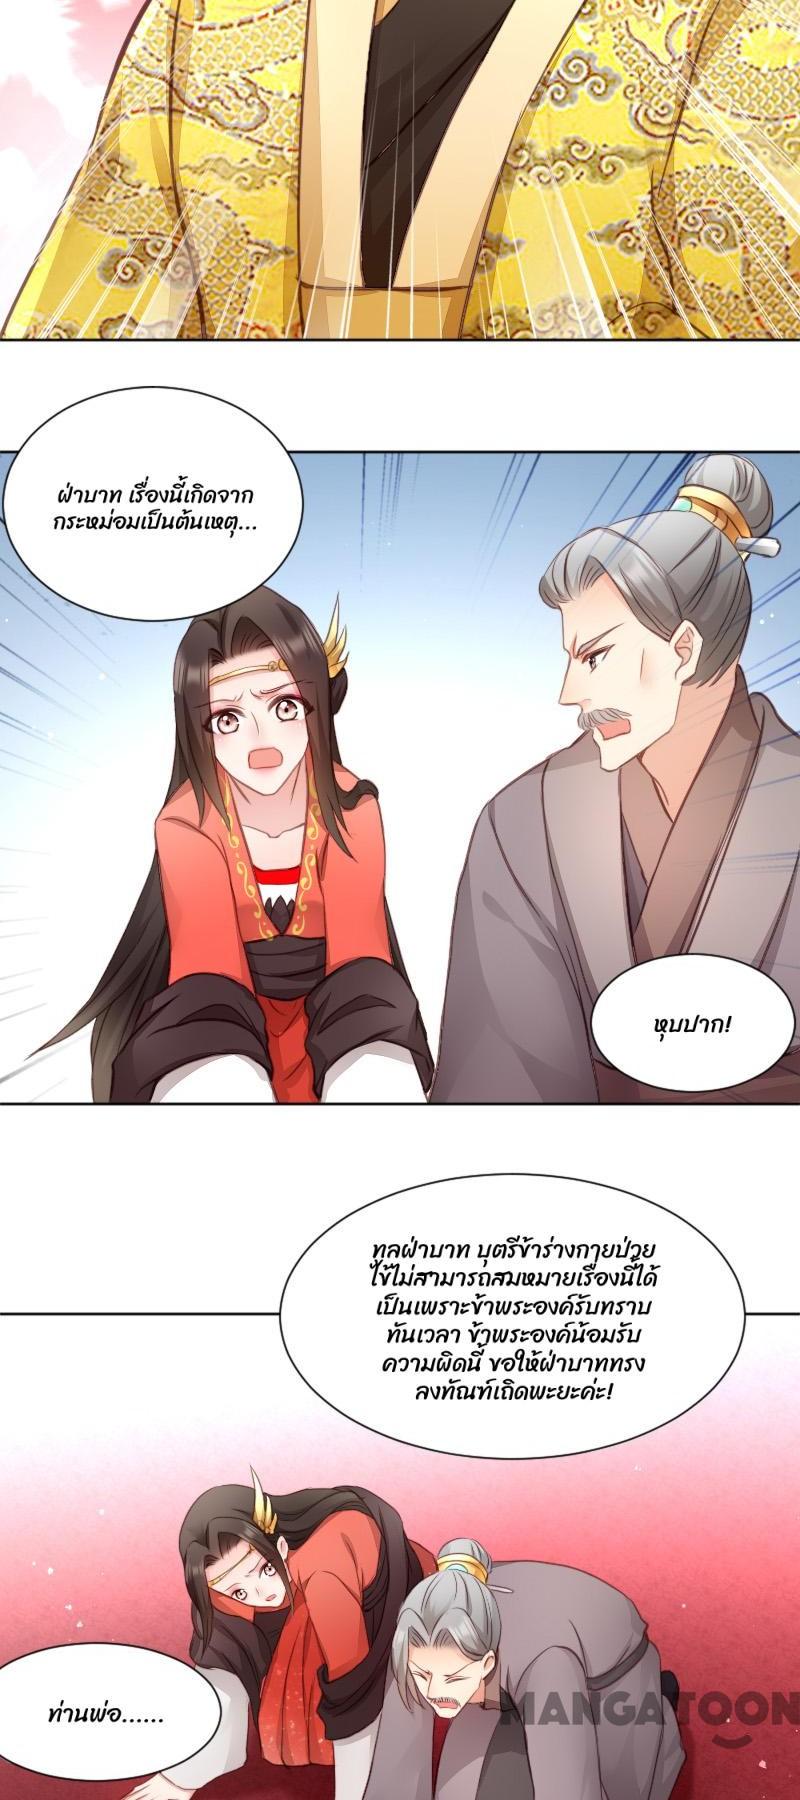 ฝ่าบาท เรื่องนี้เกิดจาก
กระหม่อมเป็นต้นเหตุ...
หุบปาก!
ทูลฝ่าบาท บุตรีข้าร่างกายป่วย
ไข้ไม่สามารถสมหมายเรื่องนี้ได้
เป็นเพราะข้าพระองค์รับทราบ
ทันเวลา ข้าพระองค์น้อมรับ
ความผิดนี้ ขอให้ฝ่าบาททรง
ลงทัณฑ์เถิดพะยะค่ะ!
ท่านพ่อ......
MANGATOON